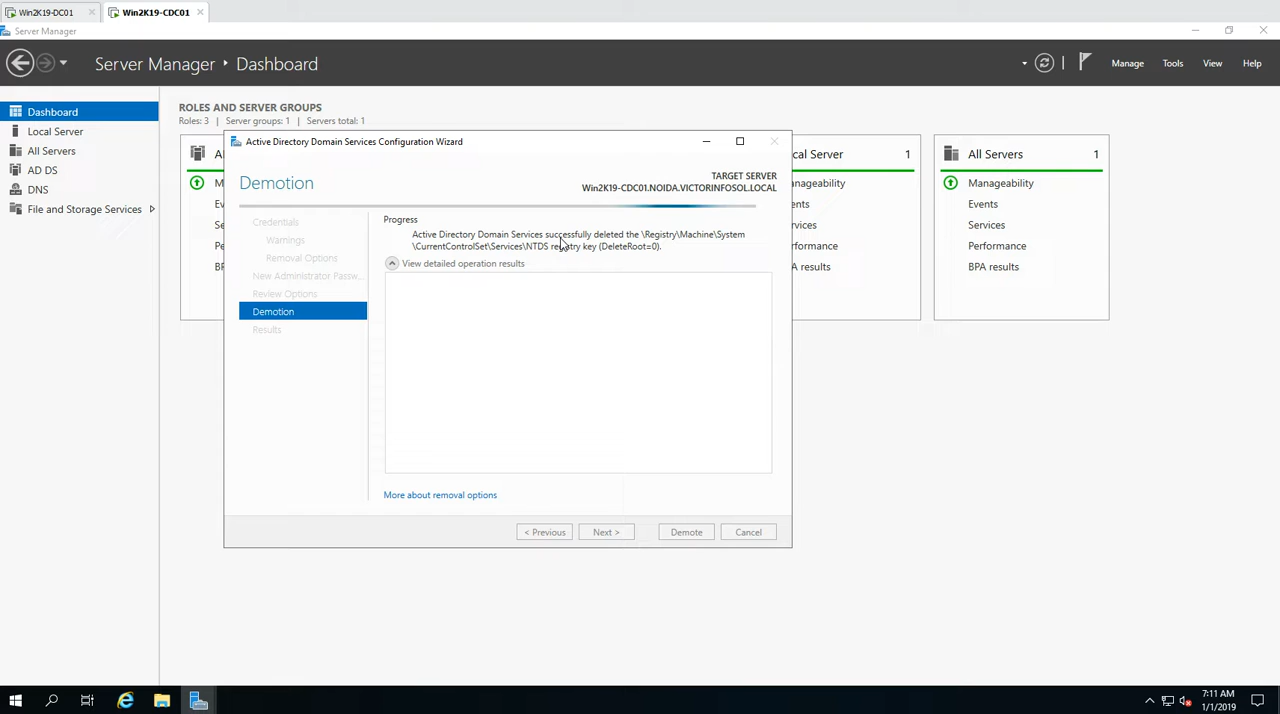 Win2K19-DC01
Win2K19-CDC01
Server Manager
Server Manager
Dashboard
Manage
Tools
View
Help
Dashboard
Local Server
All Servers
AD DS
DNS
File and Storage Services
ROLES AND SERVER GROUPS
Roles: 3 | Server groups: 1 | Servers total: 1
Active Directory Domain Services Configuration Wizard
Demotion
TARGET SERVER
Win2K19-CDC01.NOIDA.VICTORINFOSOL.LOCAL
Credentials
Warnings
Removal Options
New Administrator Passw...
Review Options
Demotion
Results
Progress
Active Directory Domain Services successfully deleted the \Registry\Machine\System
\CurrentControlSet\Services\NTDS registry key (DeleteRoot=0).
View detailed operation results
More about removal options
< Previous
Next >
Demote
Cancel
cal Server
1
anageability
ents
rvices
rformance
A results
All Servers
1
Manageability
Events
Services
Performance
BPA results
7:11 AM
1/1/2019